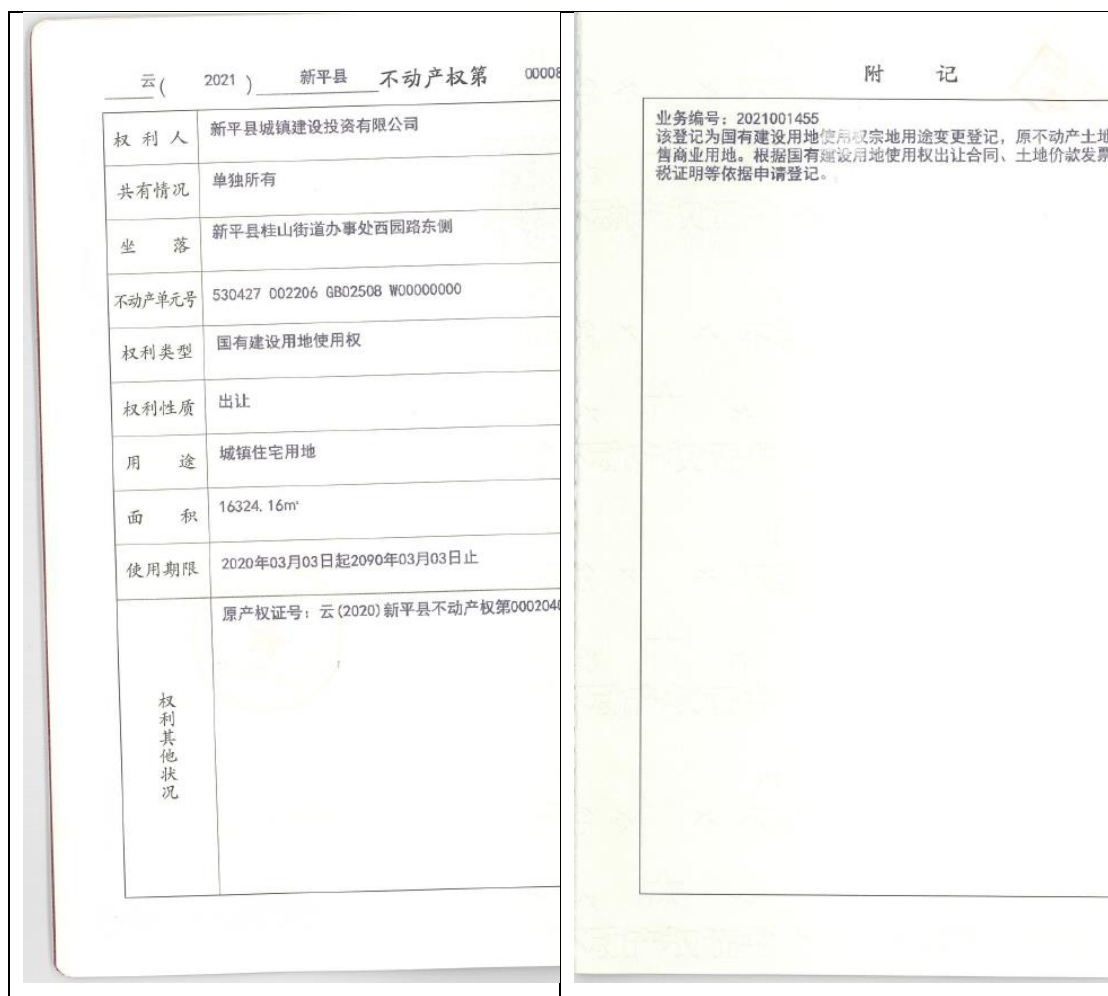 云( 2021 ) 新平县 不动产权第 00008
权利人 新平县城镇建设投资有限公司
共有情况 单独所有
坐落 新平县桂山街道办事处西园路东侧
不动产单元号 530427 002206 GB02508 W00000000
权利类型 国有建设用地使用权
权利性质 出让
用途 城镇住宅用地
面积 16324.16㎡
使用期限 2020年03月03日起2090年03月03日止
权利其他状况 原产权证号：云(2020)新平县不动产权第000204
附记
业务编号：2021001455
该登记为国有建设用地使用权宗地用途变更登记，原不动产土地
售商业用地。根据国有建设用地使用权出让合同、土地价款发票
税证明等依据申请登记。